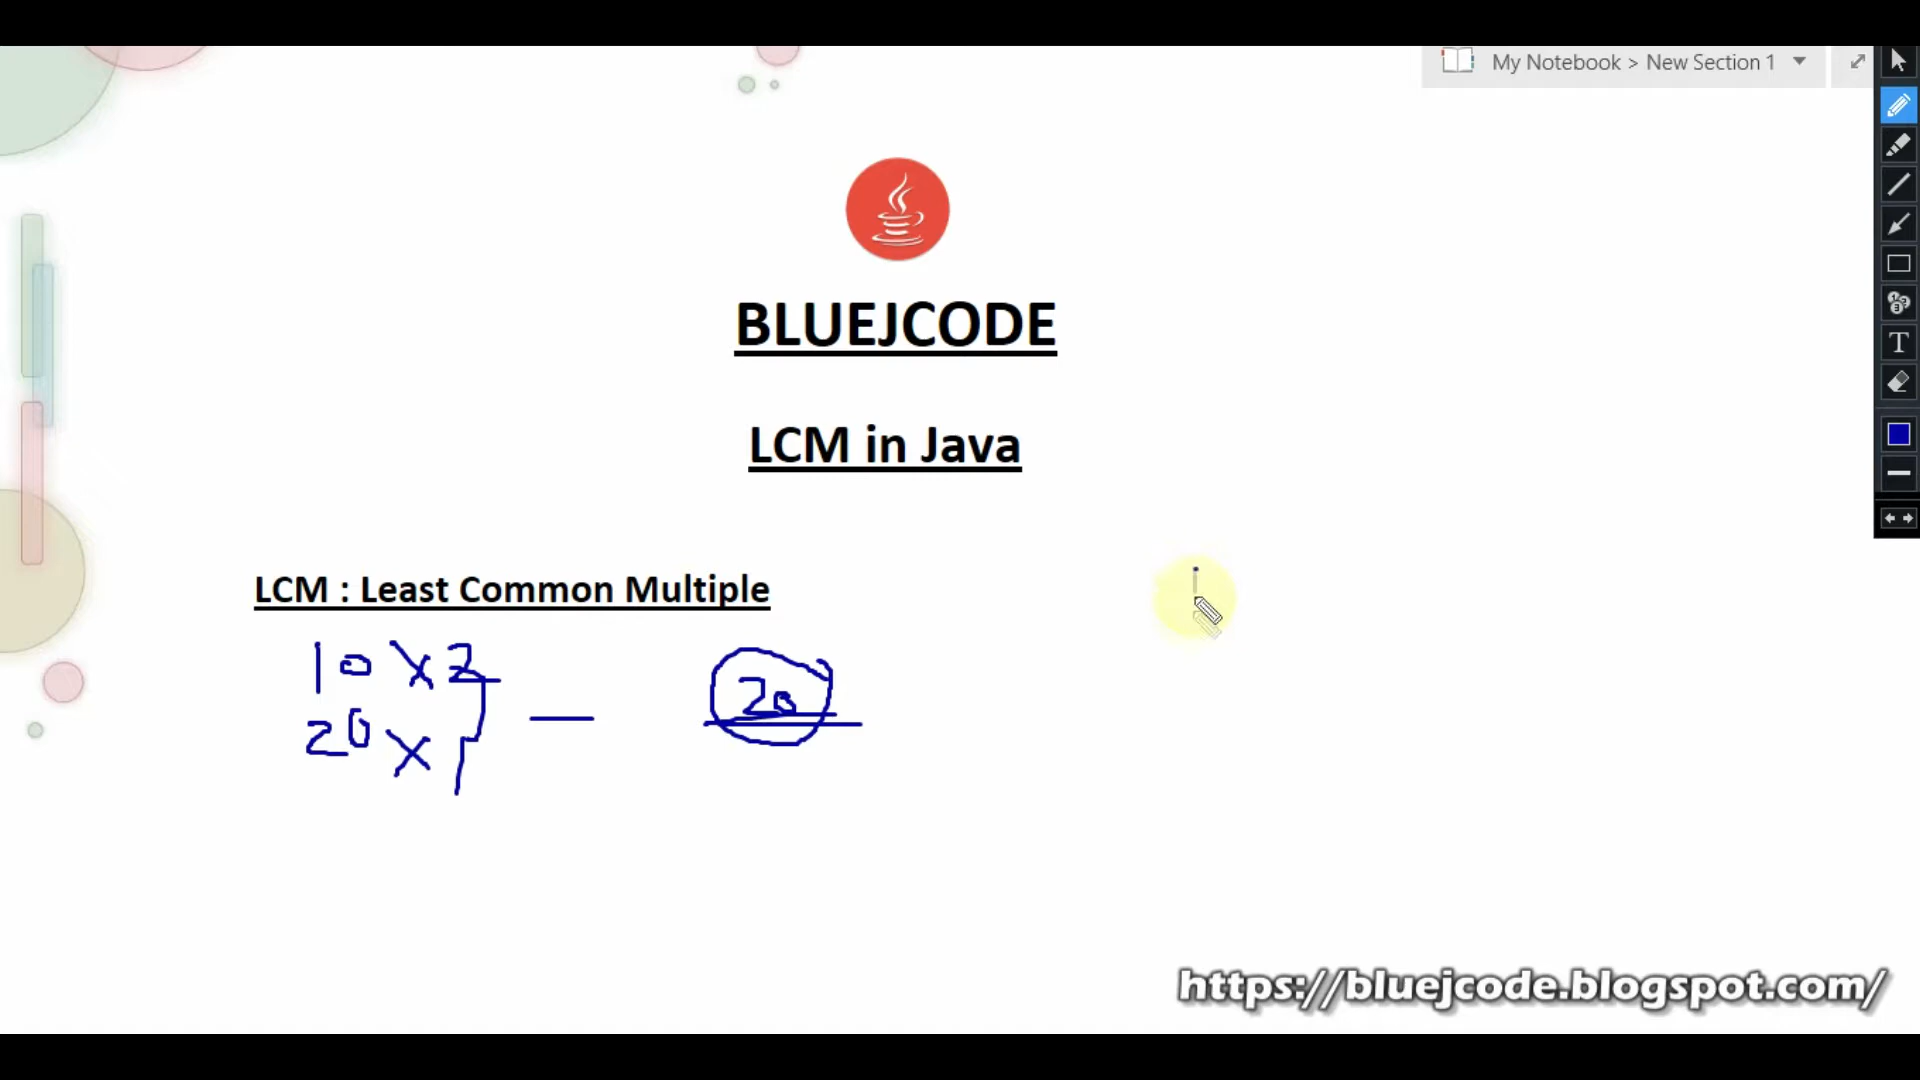 My Notebook > New Section 1
BLUEJCODE
LCM in Java
LCM : Least Common Multiple
10 X 2
20 X 1
20
T
https://bluejcode.blogspot.com/